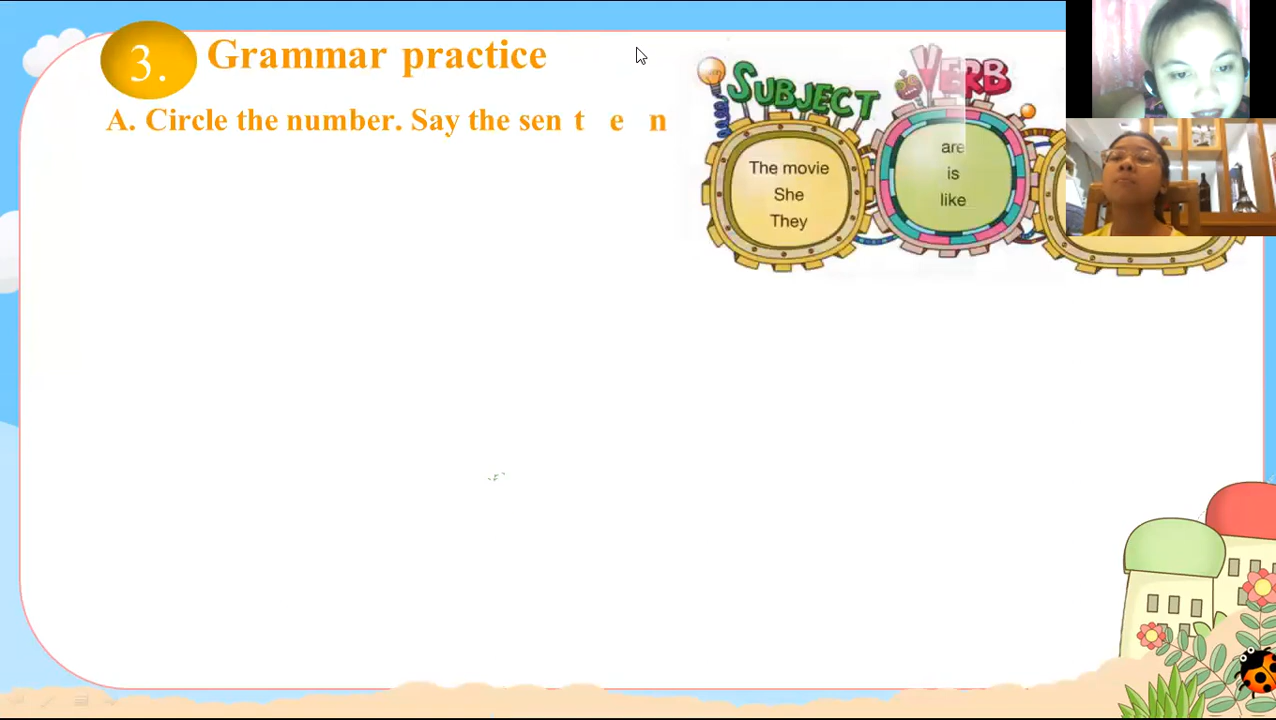 3. Grammar practice
A. Circle the number. Say the sen t e n
SUBJECT
The movie
She
They
VERB
are
is
like